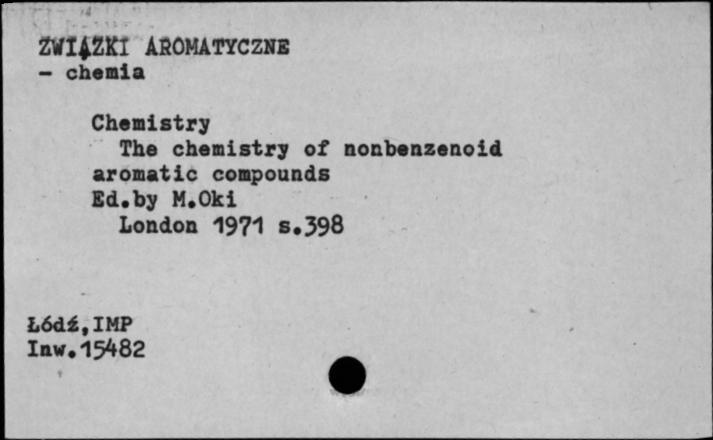 ZWIĄZKI AROMATYCZNE
- chemia
Chemistry
The chemistry of nonbenzenoid
aromatic compounds
Ed.by M.Oki
London 1971 s.398
Łódź,IMP
Inw.15482